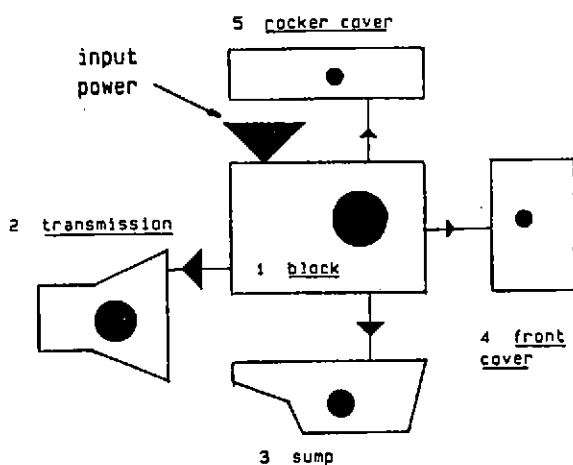 5 rocker cover
input
power
2 transmission
1 block
4 front
cover
3 sump